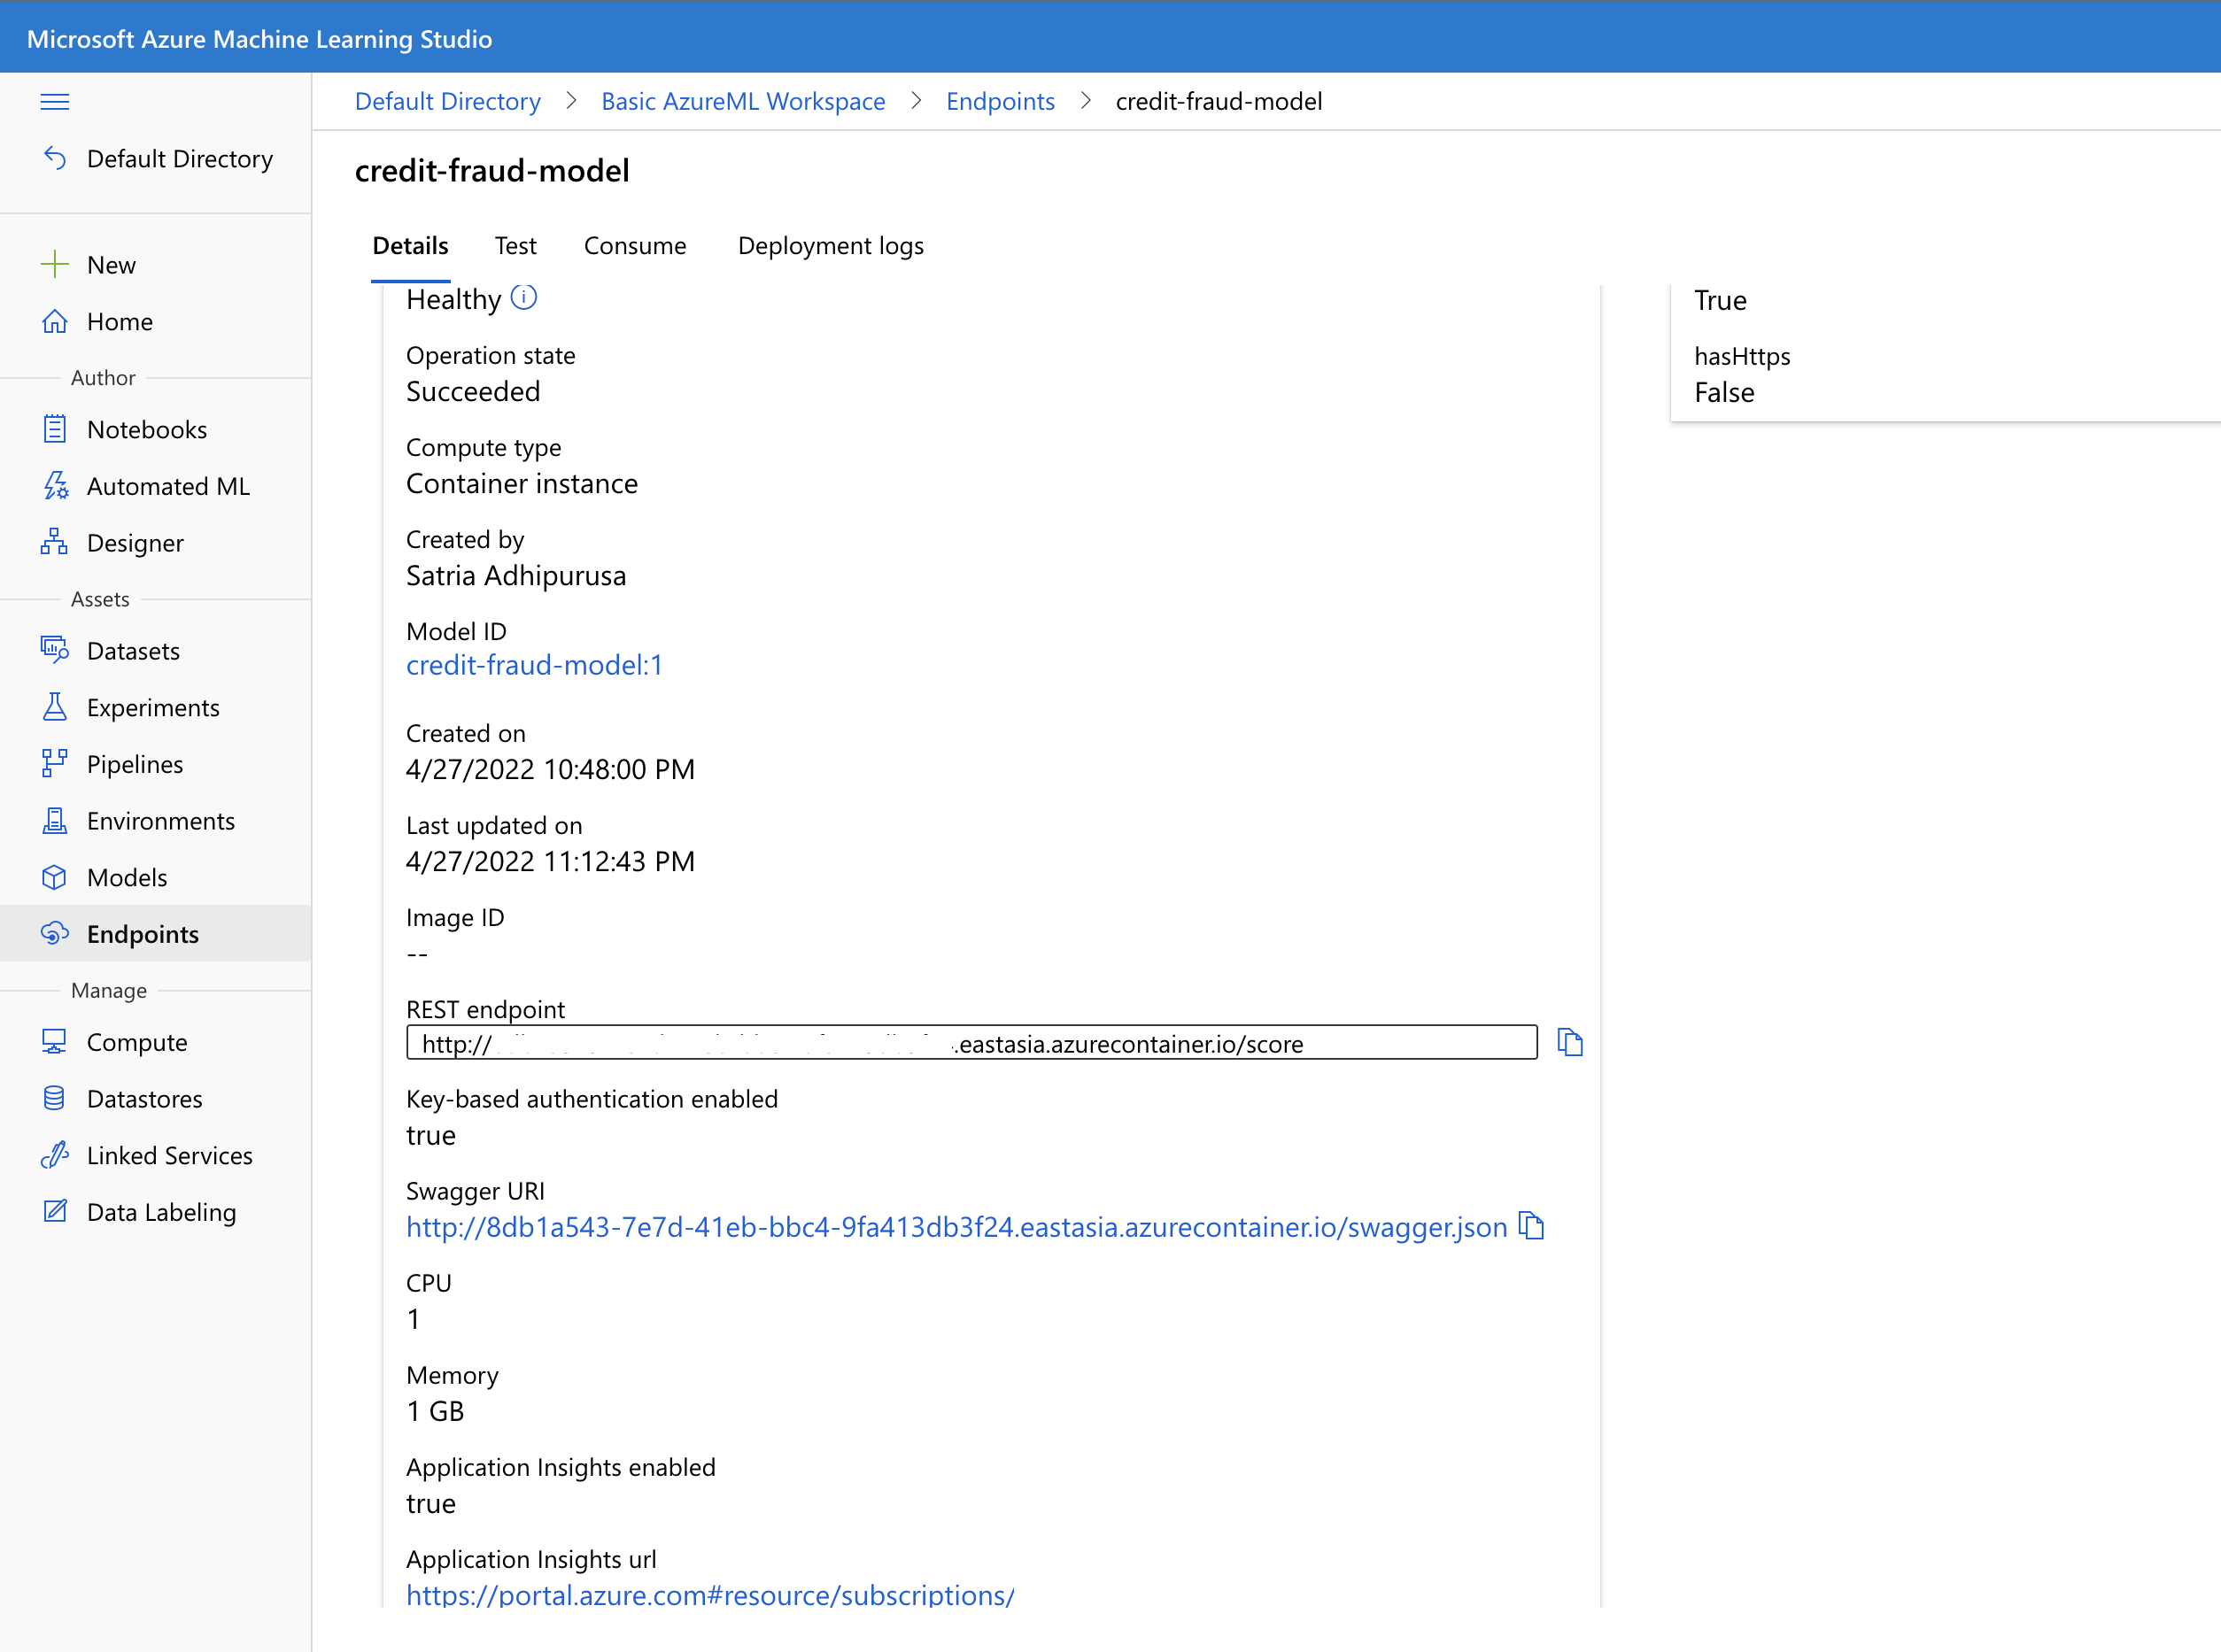 Microsoft Azure Machine Learning Studio
Default Directory
New
Home
Author
Notebooks
Automated ML
Designer
Assets
Datasets
Experiments
Pipelines
Environments
Models
Endpoints
Manage
Compute
Datastores
Linked Services
Data Labeling
Default Directory > Basic AzureML Workspace > Endpoints > credit-fraud-model
credit-fraud-model
Details Test Consume Deployment logs
Healthy
Operation state
Succeeded
Compute type
Container instance
Created by
Satria Adhipurusa
Model ID
credit-fraud-model:1
Created on
4/27/2022 10:48:00 PM
Last updated on
4/27/2022 11:12:43 PM
Image ID
--
REST endpoint
http:// .eastasia.azurecontainer.io/score
Key-based authentication enabled
true
Swagger URI
http://8db1a543-7e7d-41eb-bbc4-9fa413db3f24.eastasia.azurecontainer.io/swagger.json
CPU
1
Memory
1 GB
Application Insights enabled
true
Application Insights url
https://portal.azure.com#resource/subscriptions/
True
hasHttps
False